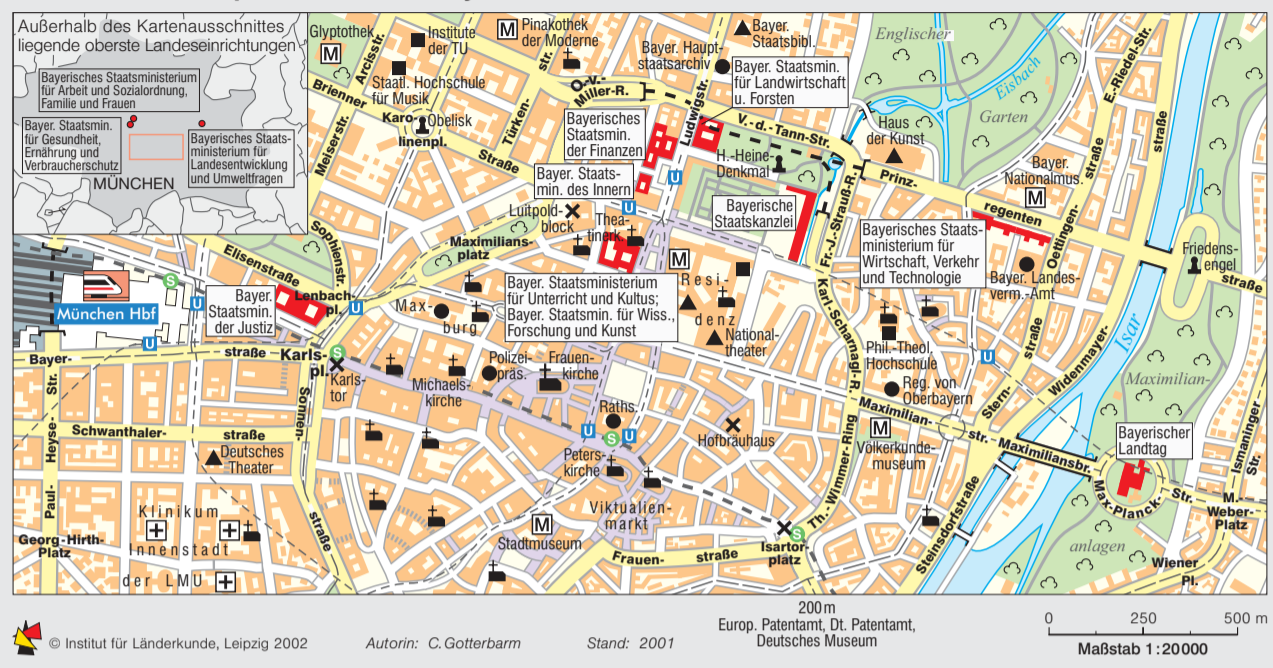 Außerhalb des Kartenausschnittes
liegende oberste Landeseinrichtungen
Bayerisches Staatsministerium
für Arbeit und Sozialordnung,
Familie und Frauen
Bayer. Staatsmin.
für Gesundheit,
Ernährung und
Verbraucherschutz
Bayerisches Staats-
ministerium für
Landesentwicklung
und Umweltfragen
MÜNCHEN
Glyptothek
M
Arcisstr.
Institute
der TU
M
Pinakothek
der Moderne
Staatl. Hochschule
für Musik
Brienner
Straße
Karo-
linenpl.
Obelisk
Meiserstr.
Türken-
str.
O.-v.-
Miller-R.
Bayer. Haupt-
staatsarchiv
Bayer.
Staatsbibl.
Bayer. Staatsmin.
für Landwirtschaft
u. Forsten
Ludwigstr.
V.-d.-Tann-Str.
Englischer
Garten
Eisbach
Haus
der Kunst
E.-Riedel-Str.
Bayerisches
Staatsmin.
der Finanzen
H.-Heine-
Denkmal
U
Bayer. Staats-
min. des Innern
U
Bayerische
Staatskanzlei
Prinz-
regenten
straße
Bayer.
Nationalmus.
M
Oettingen-
straße
straße
Luitpold-
block
Thea-
tinerk.
Fr.-J.-Strauß-R.
Bayerisches Staats-
ministerium für
Wirtschaft, Verkehr
und Technologie
Bayer. Landes-
verm.-Amt
Friedens-
engel
Sophienstr.
Elisenstraße
Maximilians-
platz
M
Resi-
denz
S
München Hbf
U
U
Bayer.
Staatsmin.
der Justiz
Lenbach-
pl.
U
Max-
burg
Bayer. Staatsministerium
für Unterricht und Kultus;
Bayer. Staatsmin. für Wiss.,
Forschung und Kunst
National-
theater
Karl-Scharnagl-R.
Isar
Phil.-Theol.
Hochschule
U
Widenmayer-
Bayer-
straße
Karls-
pl.
S
Karls-
tor
Michaels-
kirche
Polizei-
präs.
Frauen-
kirche
Reg. von
Oberbayern
Stern-
Maximilian-
Str.
Heyse-
Paul-
Schwanthaler-
straße
Sonnen-
straße
Deutsches
Theater
Raths.
U
S
U
Hofbräuhaus
Peters-
kirche
Maximilian-
str.
Maximiliansbr.
M
Völkerkunde-
museum
Bayerischer
Landtag
Max-Planck-
Str.
Ismaninger
Str.
M.-
Weber-
Platz
Klinikum
Innenstadt
der LMU
Georg-Hirth-
Platz
Viktualien-
markt
M
Stadtmuseum
Frauen-
straße
S
Isartor-
platz
Th.-Wimmer-Ring
Steinsdorfstraße
anlagen
Wiener
Pl.
200 m
Europ. Patentamt, Dt. Patentamt,
Deutsches Museum
0 250 500 m
Maßstab 1:20000
© Institut für Länderkunde, Leipzig 2002
Autorin: C. Gotterbarm
Stand: 2001